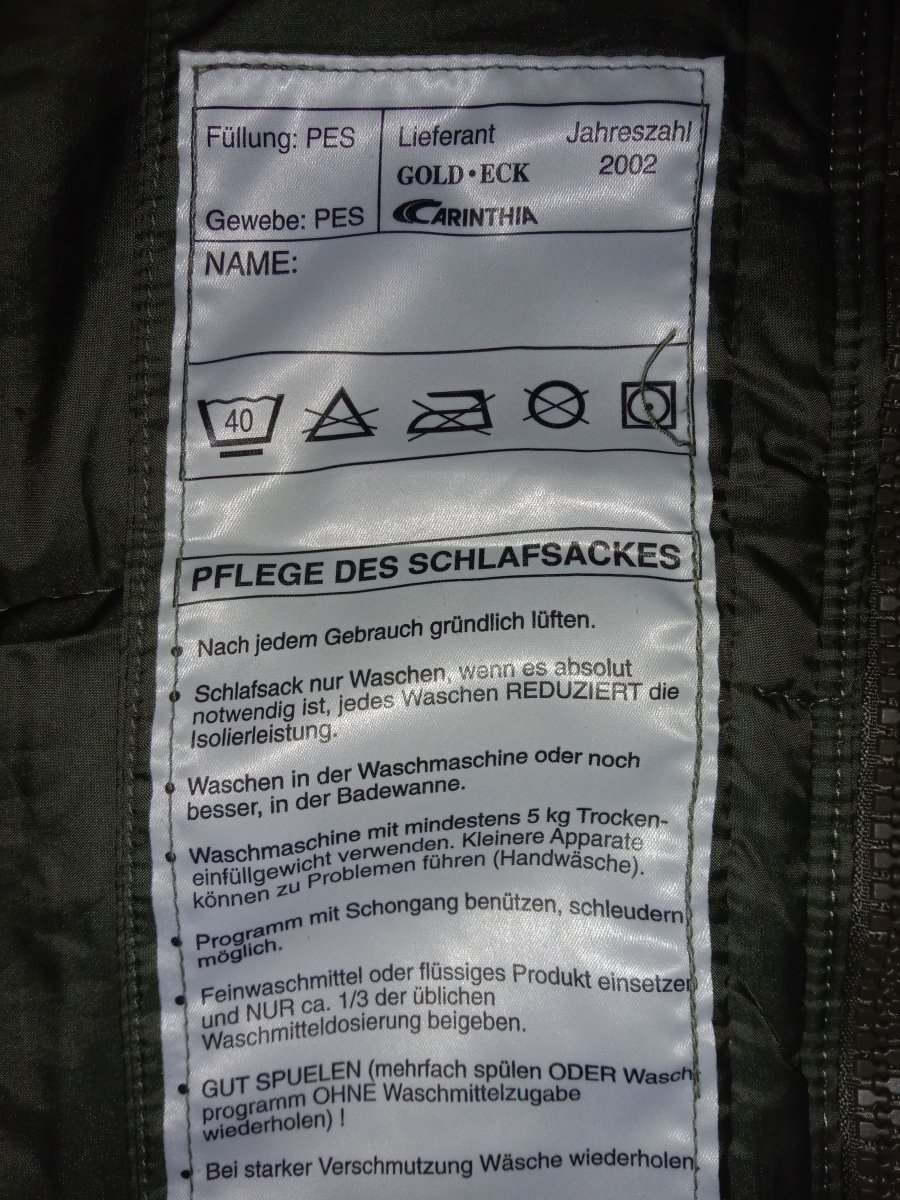 Füllung: PES
Gewebe: PES
Lieferant
GOLD•ECK
CARINTHIA
Jahreszahl
2002
NAME:
40
PFLEGE DES SCHLAFSACKES
• Nach jedem Gebrauch gründlich lüften.
• Schlafsack nur Waschen, wenn es absolut
notwendig ist, jedes Waschen REDUZIERT die
Isolierleistung.
• Waschen in der Waschmaschine oder noch
besser, in der Badewanne.
• Waschmaschine mit mindestens 5 kg Trocken-
einfüllgewicht verwenden. Kleinere Apparate
können zu Problemen führen (Handwäsche).
• Programm mit Schongang benützen, schleudern
möglich.
• Feinwaschmittel oder flüssiges Produkt einsetzen
und NUR ca. 1/3 der üblichen
Waschmitteldosierung beigeben.
• GUT SPUELEN (mehrfach spülen ODER Wasch
programm OHNE Waschmittelzugabe
wiederholen) !
• Bei starker Verschmutzung Wäsche wiederholen,